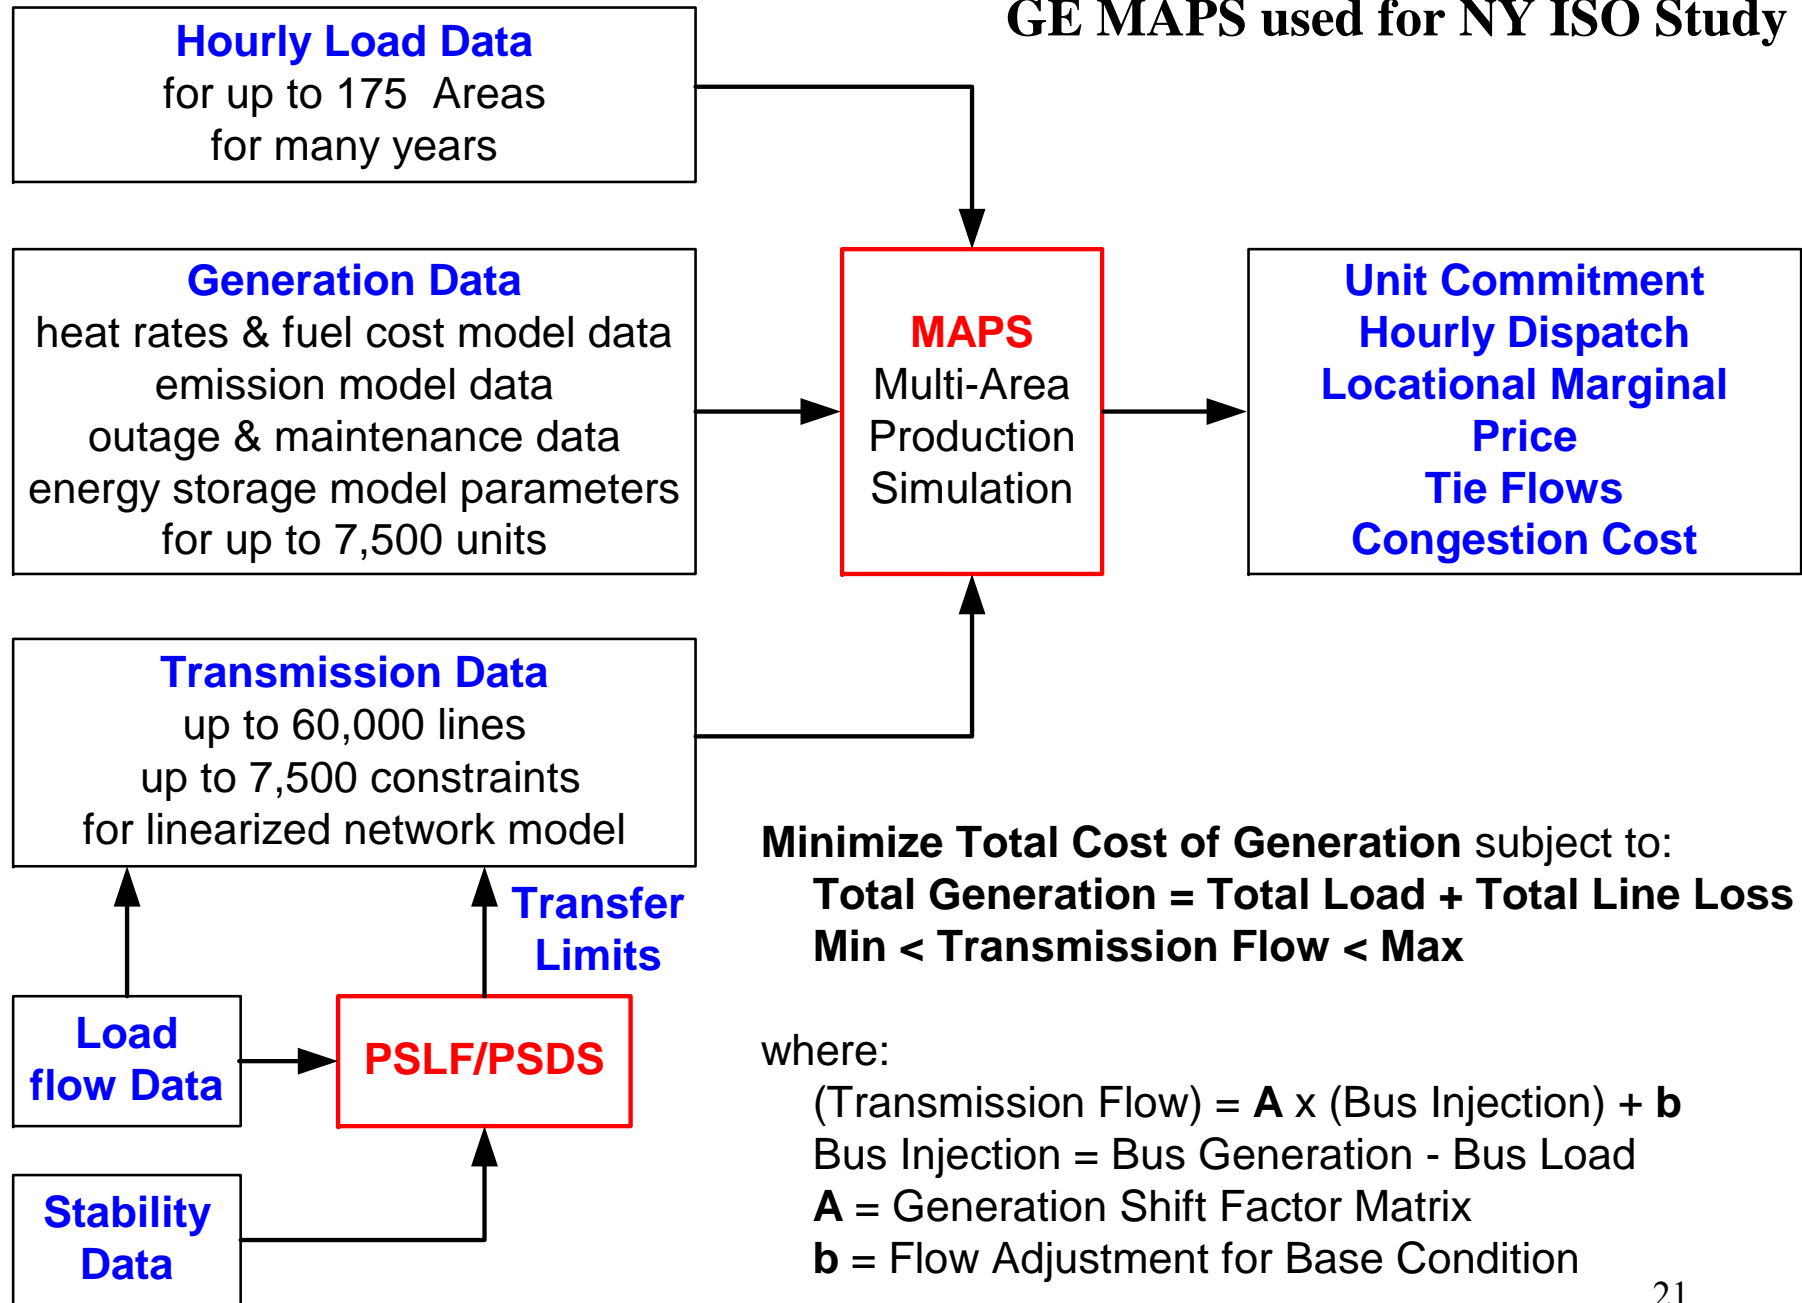 GE MAPS used for NY ISO Study
Hourly Load Data
for up to 175 Areas
for many years
Generation Data
heat rates & fuel cost model data
emission model data
outage & maintenance data
energy storage model parameters
for up to 7,500 units
MAPS
Multi-Area
Production
Simulation
Unit Commitment
Hourly Dispatch
Locational Marginal
Price
Tie Flows
Congestion Cost
Transmission Data
up to 60,000 lines
up to 7,500 constraints
for linearized network model
Transfer
Limits
Load
flow Data
PSLF/PSDS
Stability
Data
Minimize Total Cost of Generation subject to:
Total Generation = Total Load + Total Line Loss
Min < Transmission Flow < Max
where:
(Transmission Flow) = A x (Bus Injection) + b
Bus Injection = Bus Generation - Bus Load
A = Generation Shift Factor Matrix
b = Flow Adjustment for Base Condition
21